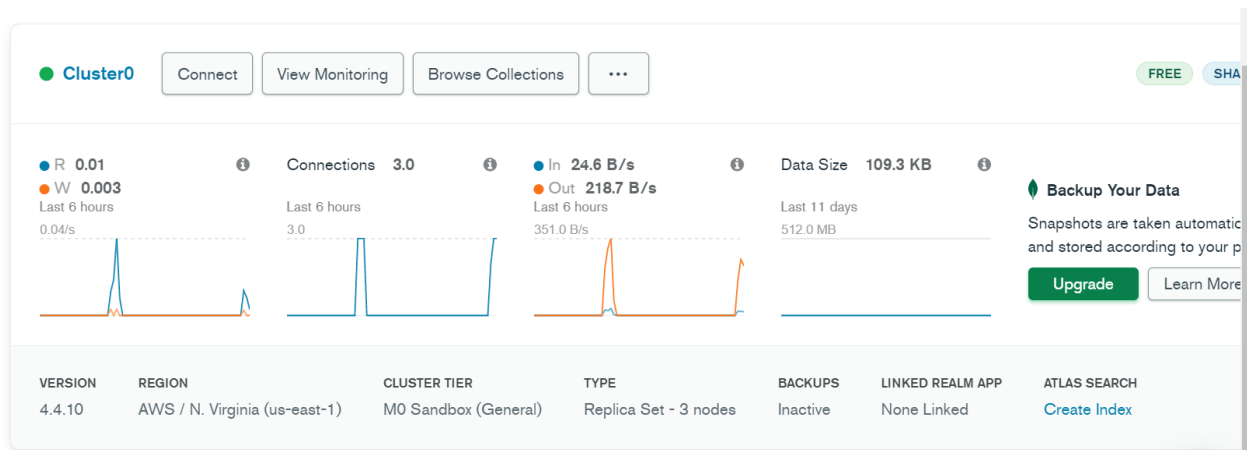 Cluster0 Connect View Monitoring Browse Collections ... FREE SHA
R 0.01
W 0.003
Last 6 hours
0.04/s
Connections 3.0
Last 6 hours
3.0
In 24.6 B/s
Out 218.7 B/s
Last 6 hours
351.0 B/s
Data Size 109.3 KB
Last 11 days
512.0 MB
Backup Your Data
Snapshots are taken automatic
and stored according to your p
Upgrade Learn More
VERSION REGION CLUSTER TIER TYPE BACKUPS LINKED REALM APP ATLAS SEARCH
4.4.10 AWS / N. Virginia (us-east-1) M0 Sandbox (General) Replica Set - 3 nodes Inactive None Linked Create Index